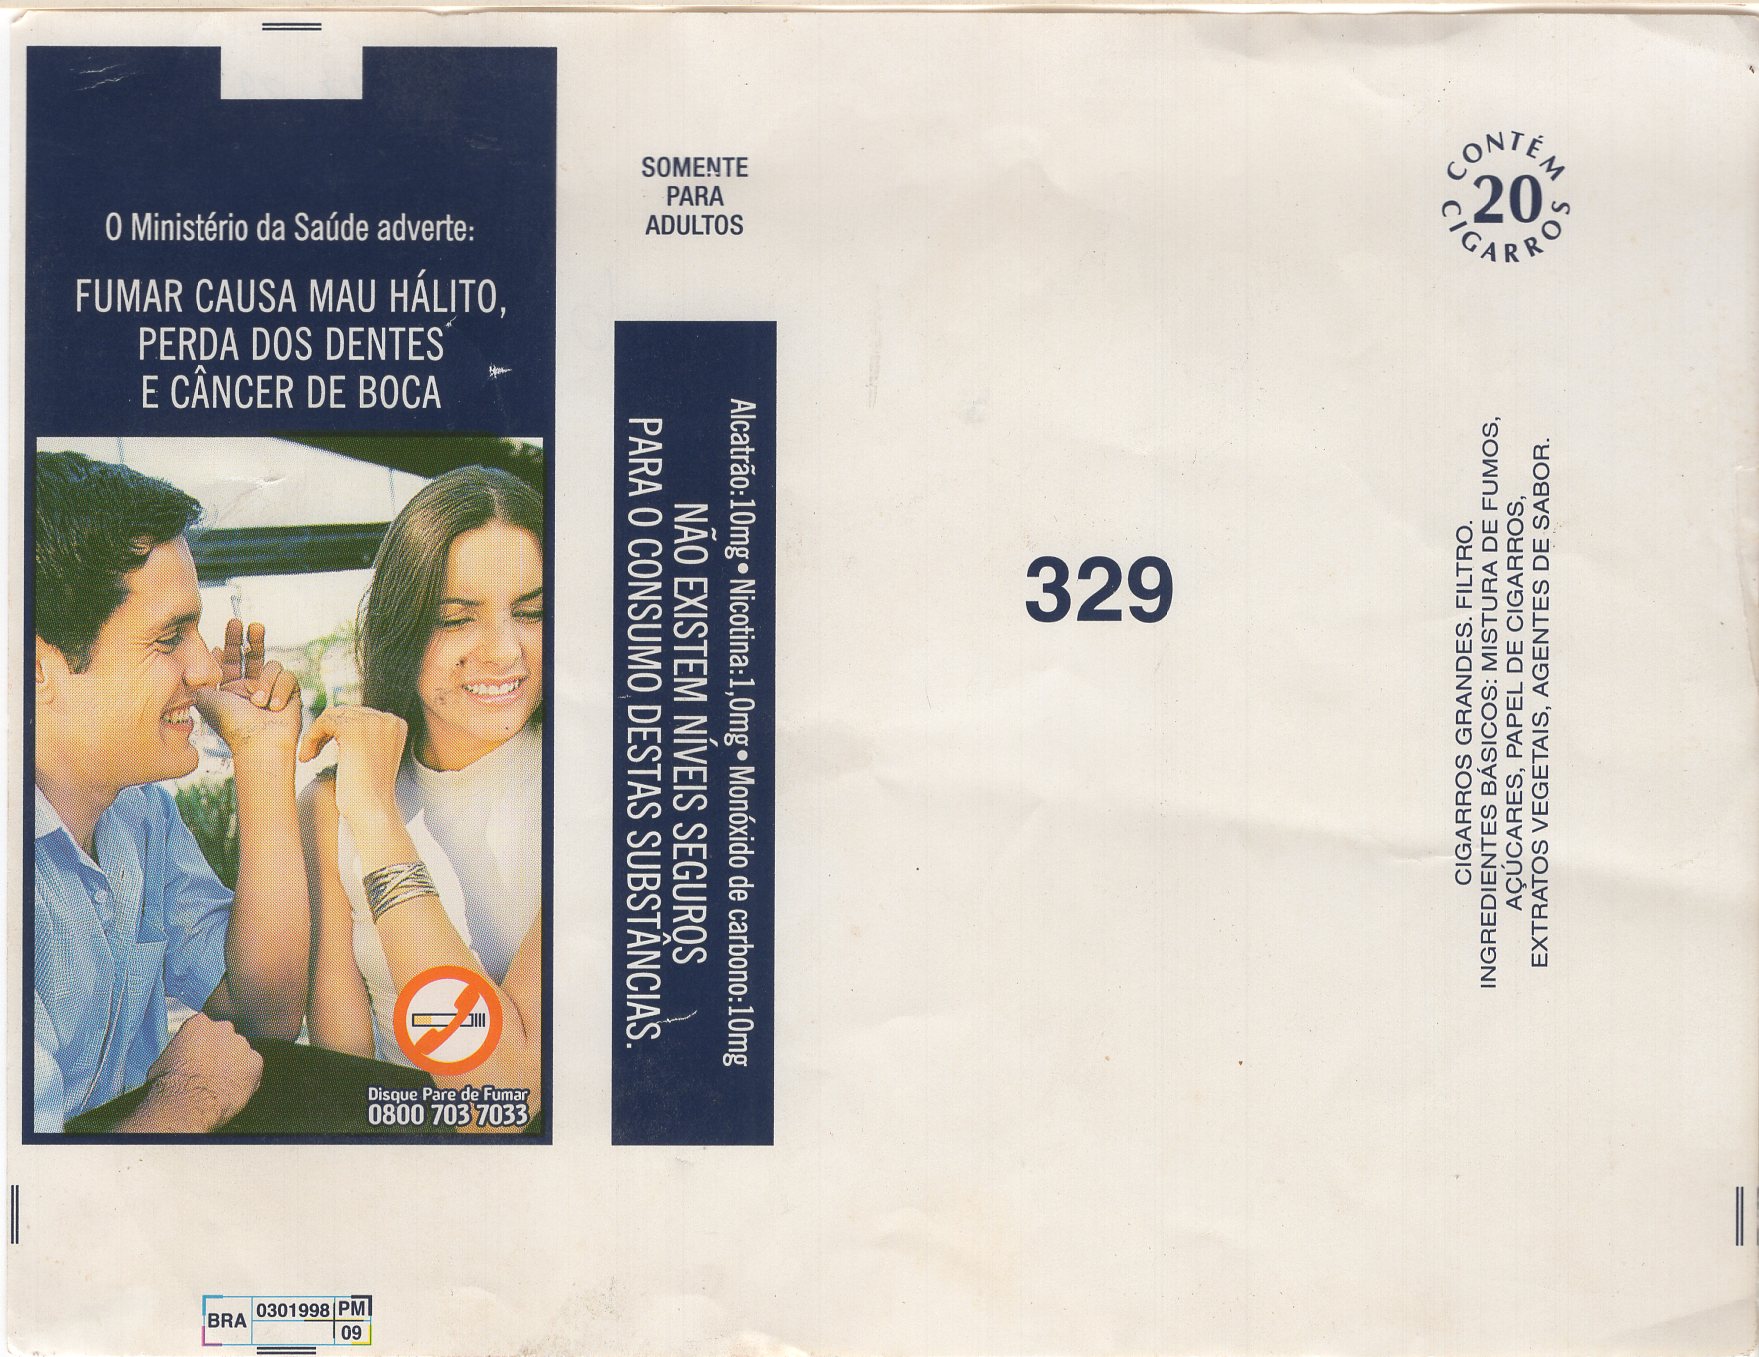 O Ministério da Saúde adverte:
FUMAR CAUSA MAU HÁLITO,
PERDA DOS DENTES
E CÂNCER DE BOCA
Disque Pare de Fumar
0800 703 7033
SOMENTE
PARA
ADULTOS
Alcatrão:10mg• Nicotina:1,0mg• Monóxido de carbono:10mg
NÃO EXISTEM NÍVEIS SEGUROS
PARA O CONSUMO DESTAS SUBSTÂNCIAS.
329
CONTÉM
20
CIGARROS
CIGARROS GRANDES. FILTRO.
INGREDIENTES BÁSICOS: MISTURA DE FUMOS,
AÇÚCARES, PAPEL DE CIGARROS,
EXTRATOS VEGETAIS, AGENTES DE SABOR.
BRA 0301998 PM
09